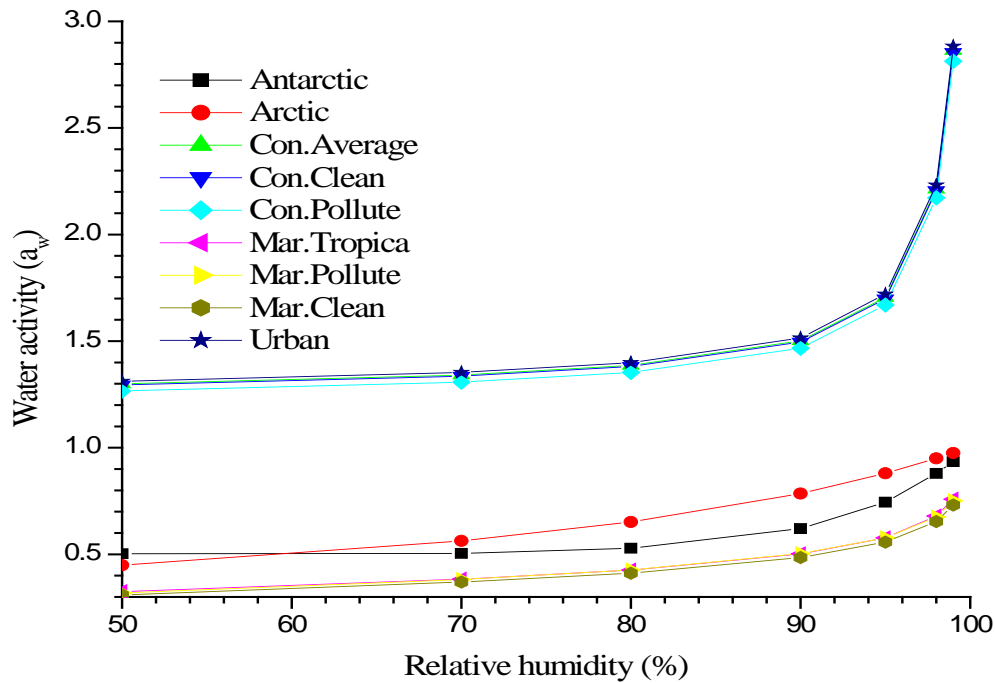 3.0
2.5
2.0
1.5
1.0
0.5
Water activity (a_w)
Antarctic
Arctic
Con.Average
Con.Clean
Con.Pollute
Mar.Tropica
Mar.Pollute
Mar.Clean
Urban
50 60 70 80 90 100
Relative humidity (%)